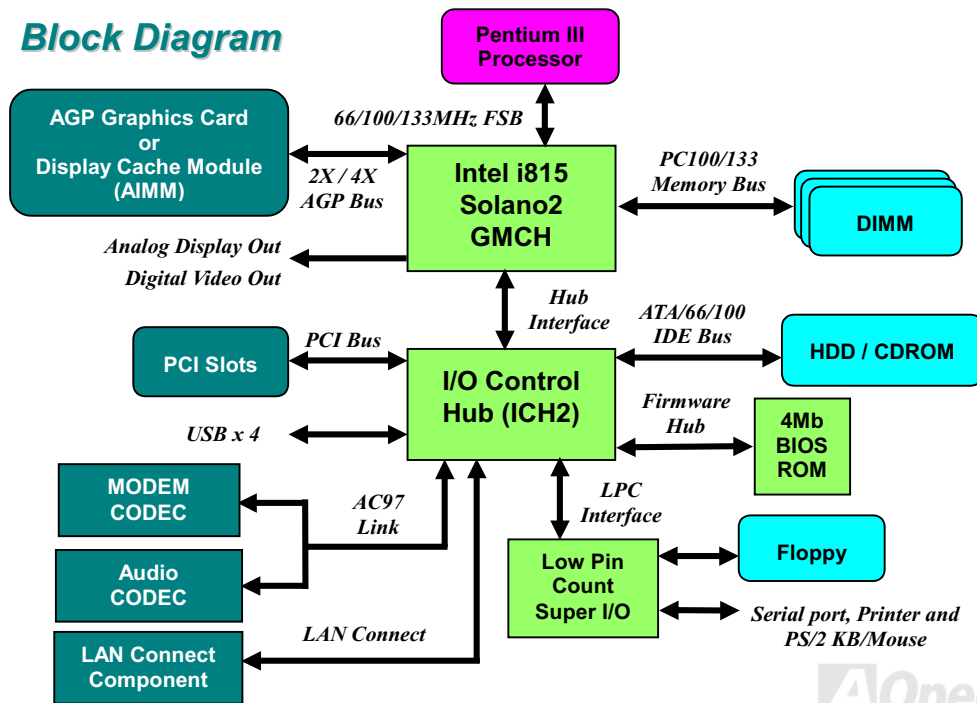 Block Diagram
Pentium III
Processor
AGP Graphics Card
or
Display Cache Module
(AIMM)
66/100/133MHz FSB
2X / 4X
AGP Bus
Intel i815
Solano2
GMCH
PC100/133
Memory Bus
DIMM
Analog Display Out
Digital Video Out
Hub
Interface
ATA/66/100
IDE Bus
HDD / CDROM
PCI Slots
PCI Bus
I/O Control
Hub (ICH2)
Firmware
Hub
4Mb
BIOS
ROM
USB x 4
MODEM
CODEC
AC97
Link
LPC
Interface
Audio
CODEC
Low Pin
Count
Super I/O
Floppy
Serial port, Printer and
PS/2 KB/Mouse
LAN Connect
LAN Connect
Component
AOpe